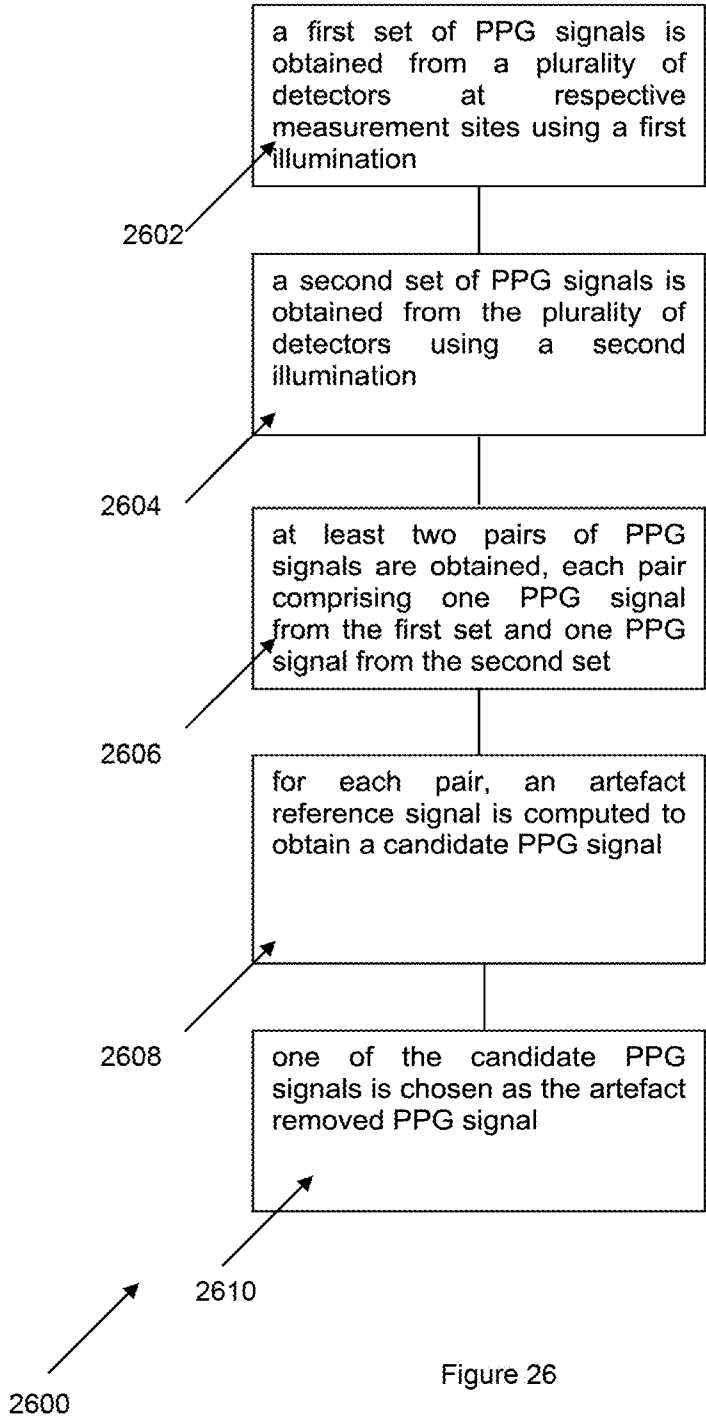 a first set of PPG signals is
obtained from a plurality of
detectors at respective
measurement sites using a first
illumination
2602
a second set of PPG signals is
obtained from the plurality of
detectors using a second
illumination
2604
at least two pairs of PPG
signals are obtained, each pair
comprising one PPG signal
from the first set and one PPG
signal from the second set
2606
for each pair, an artefact
reference signal is computed to
obtain a candidate PPG signal
2608
one of the candidate PPG
signals is chosen as the artefact
removed PPG signal
2610
Figure 26
2600